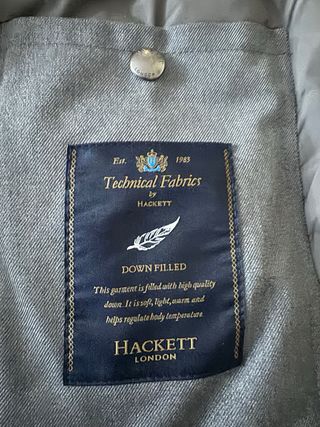 Est. 1983
Technical Fabrics
by
HACKETT
DOWN FILLED
This garment is filled with high quality
down. It is soft, light, warm and
helps regulate body temperature.
HACKETT
LONDON